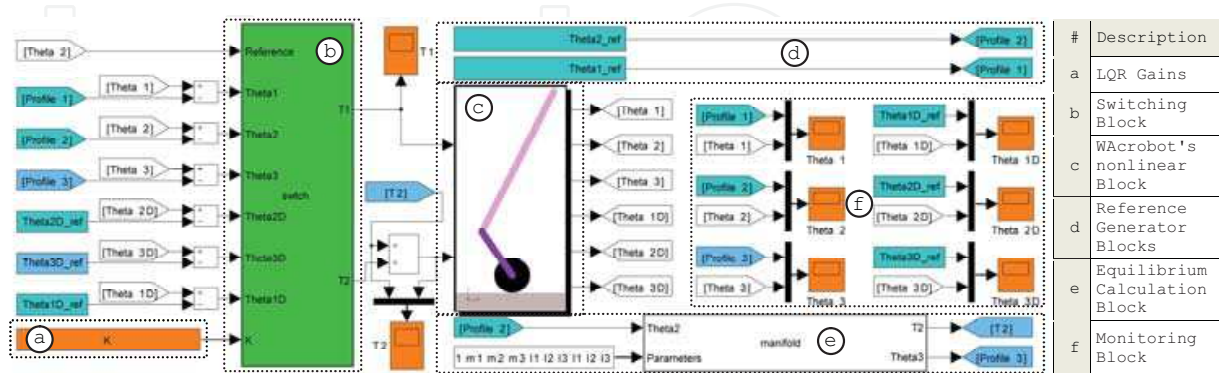 [Theta 2]
Reference
[Profile 1]
[Theta 1]
Theta1
[Profile 2]
[Theta 2]
Theta2
[Profile 3]
[Theta 3]
Theta3
Theta2D_ref
[Theta 2D]
Theta2D
Theta3D_ref
[Theta 3D]
Theta3D
Theta1D_ref
[Theta 1D]
Theta1D
a
K
K
b
switch
T1
T2
T1
[T2]
T2
c
Theta2_ref
[Profile 2]
Theta1_ref
[Profile 1]
d
[Theta 1]
[Theta 2]
[Theta 3]
[Theta 1D]
[Theta 2D]
[Theta 3D]
[Profile 1]
[Theta 1]
Theta 1
Theta1D_ref
[Theta 1D]
Theta 1D
[Profile 2]
[Theta 2]
Theta 2
f
Theta2D_ref
[Theta 2D]
Theta 2D
[Profile 3]
[Theta 3]
Theta 3
Theta3D_ref
[Theta 3D]
Theta 3D
[Profile 2]
Theta2
1 m1 m2 m3 l1 l2 l3 l1 l2 l3
Parameters
manifold
e
T2
[T2]
Theta3
[Profile 3]
# Description
a LQR Gains
b Switching
Block
c WAcrobot's
nonlinear
Block
d Reference
Generator
Blocks
e Equilibrium
Calculation
Block
f Monitoring
Block